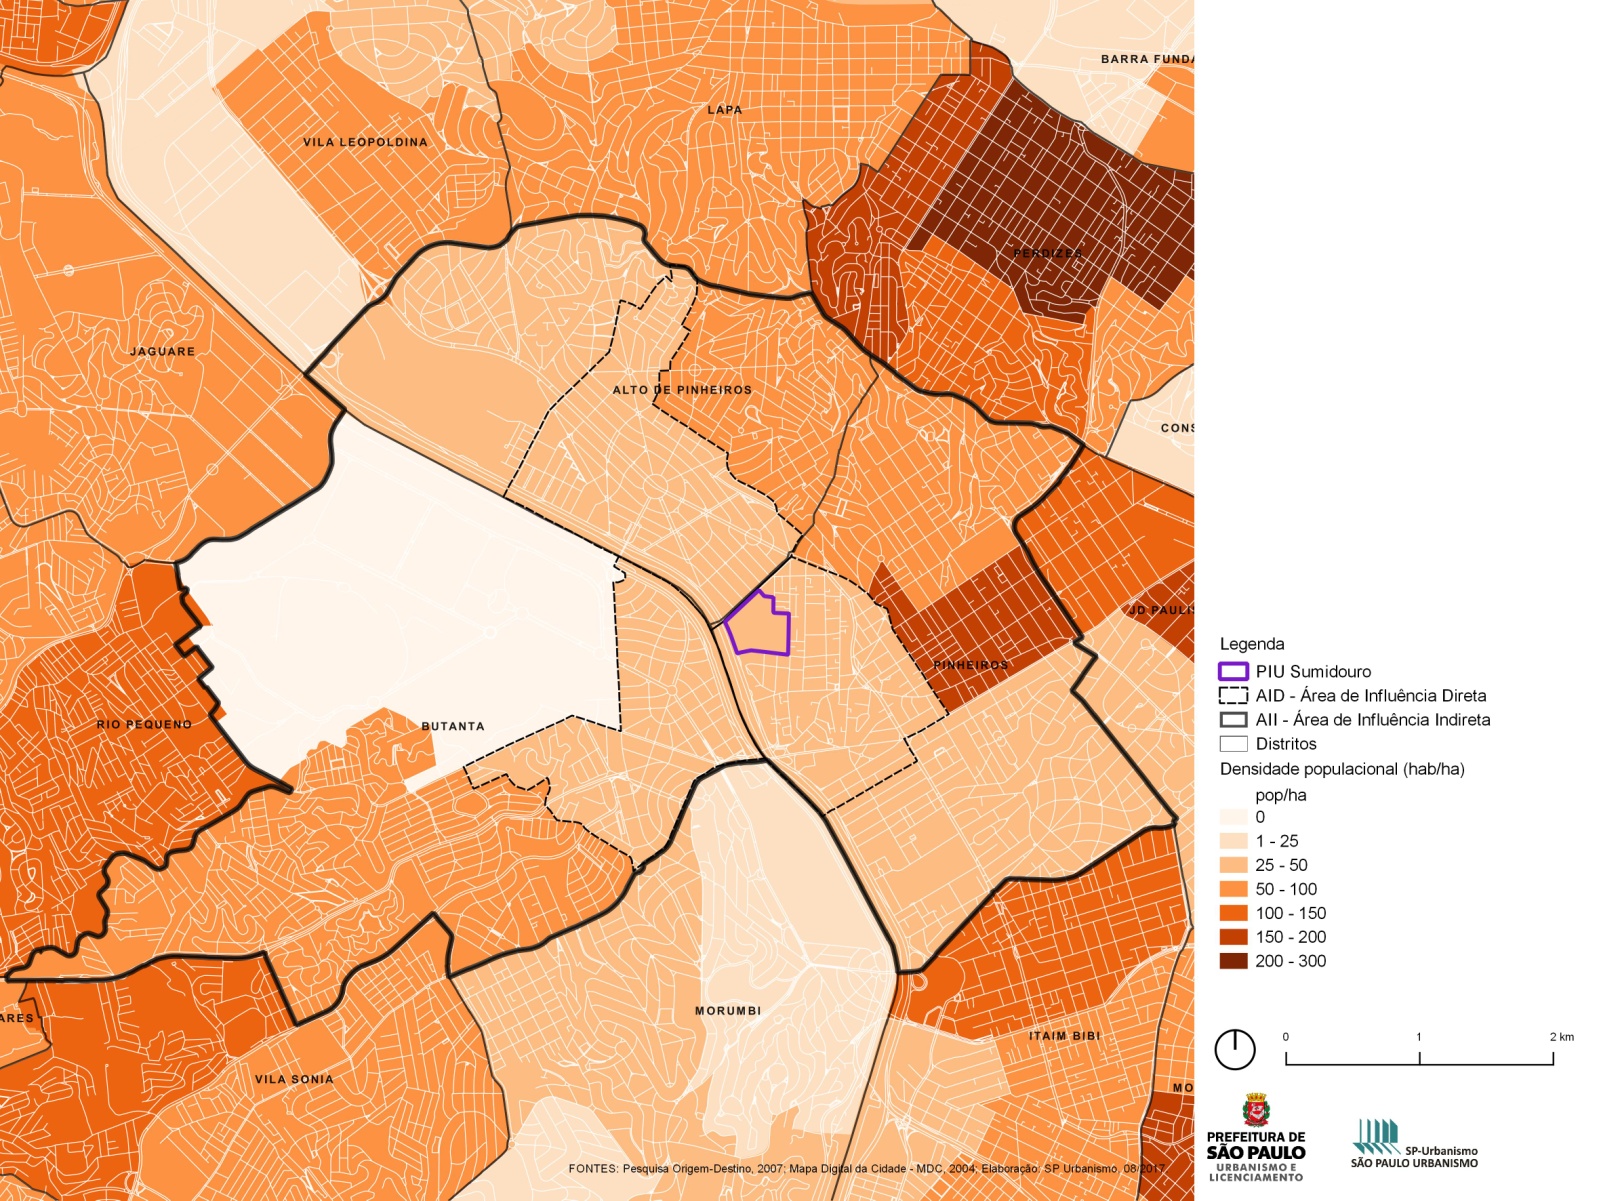 BARRA FUNDA
LAPA
VILA LEOPOLDINA
PERDIZES
JAGUARE
ALTO DE PINHEIROS
CONS
JD PAULIS
PINHEIROS
RIO PEQUENO
BUTANTA
MORUMBI
ARES
ITAIM BIBI
VILA SONIA
MO
FONTES: Pesquisa Origem-Destino, 2007; Mapa Digital da Cidade - MDC, 2004; Elaboração: SP Urbanismo, 08/2017.
Legenda
PIU Sumidouro
AID - Área de Influência Direta
AII - Área de Influência Indireta
Distritos
Densidade populacional (hab/ha)
pop/ha
0
1 - 25
25 - 50
50 - 100
100 - 150
150 - 200
200 - 300
0 1 2 km
PREFEITURA DE
SÃO PAULO
URBANISMO E
LICENCIAMENTO
SP-Urbanismo
SÃO PAULO URBANISMO